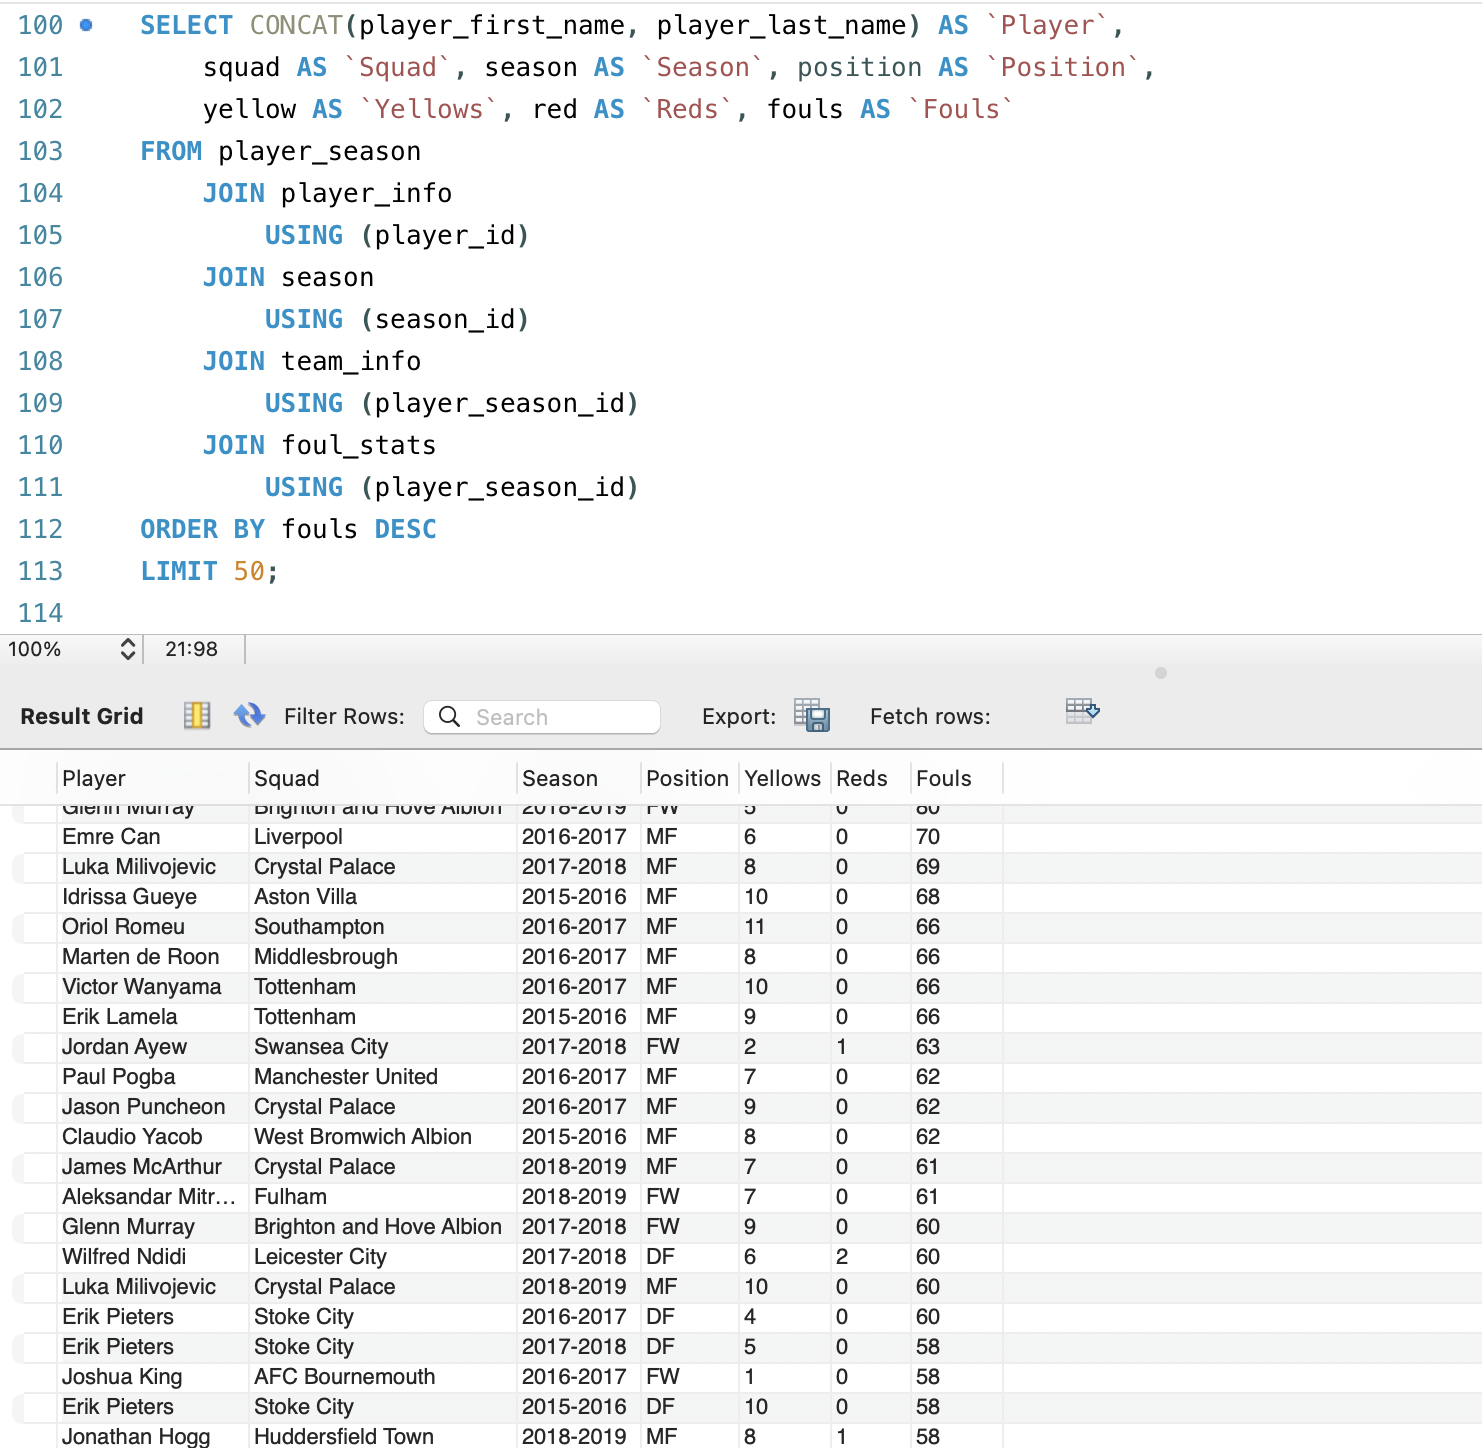 100 SELECT CONCAT(player_first_name, player_last_name) AS `Player`,
101 squad AS `Squad`, season AS `Season`, position AS `Position`,
102 yellow AS `Yellows`, red AS `Reds`, fouls AS `Fouls`
103 FROM player_season
104 JOIN player_info
105 USING (player_id)
106 JOIN season
107 USING (season_id)
108 JOIN team_info
109 USING (player_season_id)
110 JOIN foul_stats
111 USING (player_season_id)
112 ORDER BY fouls DESC
113 LIMIT 50;
114
100% 21:98
Result Grid Filter Rows: Search Export: Fetch rows:
Player Squad Season Position Yellows Reds Fouls
Glenn Murray Brighton and Hove Albion 2018-2019 FW 5 0 80
Emre Can Liverpool 2016-2017 MF 6 0 70
Luka Milivojevic Crystal Palace 2017-2018 MF 8 0 69
Idrissa Gueye Aston Villa 2015-2016 MF 10 0 68
Oriol Romeu Southampton 2016-2017 MF 11 0 66
Marten de Roon Middlesbrough 2016-2017 MF 8 0 66
Victor Wanyama Tottenham 2016-2017 MF 10 0 66
Erik Lamela Tottenham 2015-2016 MF 9 0 66
Jordan Ayew Swansea City 2017-2018 FW 2 1 63
Paul Pogba Manchester United 2016-2017 MF 7 0 62
Jason Puncheon Crystal Palace 2016-2017 MF 9 0 62
Claudio Yacob West Bromwich Albion 2015-2016 MF 8 0 62
James McArthur Crystal Palace 2018-2019 MF 7 0 61
Aleksandar Mitr... Fulham 2018-2019 FW 7 0 61
Glenn Murray Brighton and Hove Albion 2017-2018 FW 9 0 60
Wilfred Ndidi Leicester City 2017-2018 DF 6 2 60
Luka Milivojevic Crystal Palace 2018-2019 MF 10 0 60
Erik Pieters Stoke City 2016-2017 DF 4 0 60
Erik Pieters Stoke City 2017-2018 DF 5 0 58
Joshua King AFC Bournemouth 2016-2017 FW 1 0 58
Erik Pieters Stoke City 2015-2016 DF 10 0 58
Jonathan Hogg Huddersfield Town 2018-2019 MF 8 1 58